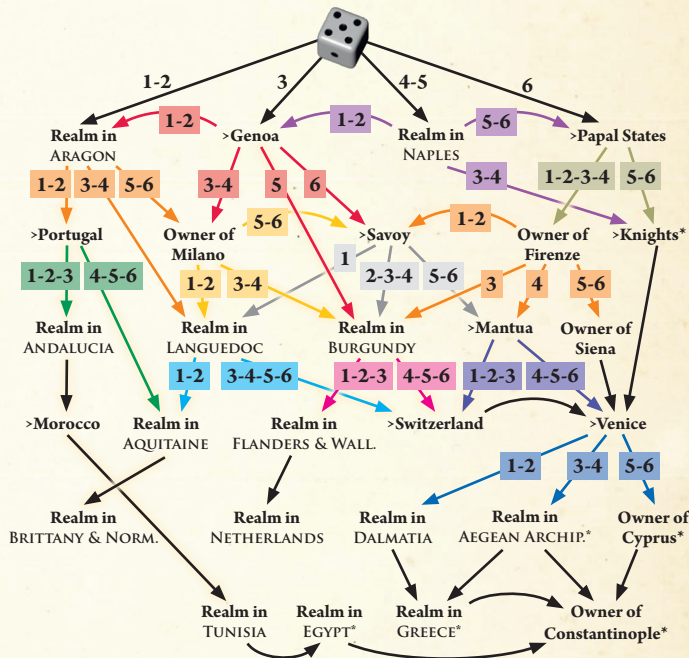 1-2
3
4-5
6
1-2
1-2
5-6
Realm in
ARAGON
>Genoa
Realm in
NAPLES
>Papal States
1-2
3-4
5-6
3-4
5
6
3-4
1-2-3-4
5-6
>Portugal
Owner of
Milano
5-6
>Savoy
1-2
Owner of
Firenze
>Knights*
1-2-3
4-5-6
1-2
3-4
1
2-3-4
5-6
3
4
5-6
Realm in
ANDALUCIA
Realm in
LANGUEDOC
Realm in
BURGUNDY
>Mantua
Owner of
Siena
1-2
3-4-5-6
1-2-3
4-5-6
1-2-3
4-5-6
>Morocco
Realm in
AQUITAINE
Realm in
FLANDERS & WALL.
>Switzerland
>Venice
1-2
3-4
5-6
Realm in
BRITTANY & NORM.
Realm in
NETHERLANDS
Realm in
DALMATIA
Realm in
AEGEAN ARCHIP.*
Owner of
Cyprus*
Realm in
TUNISIA
Realm in
EGYPT*
Realm in
GREECE*
Owner of
Constantinople*